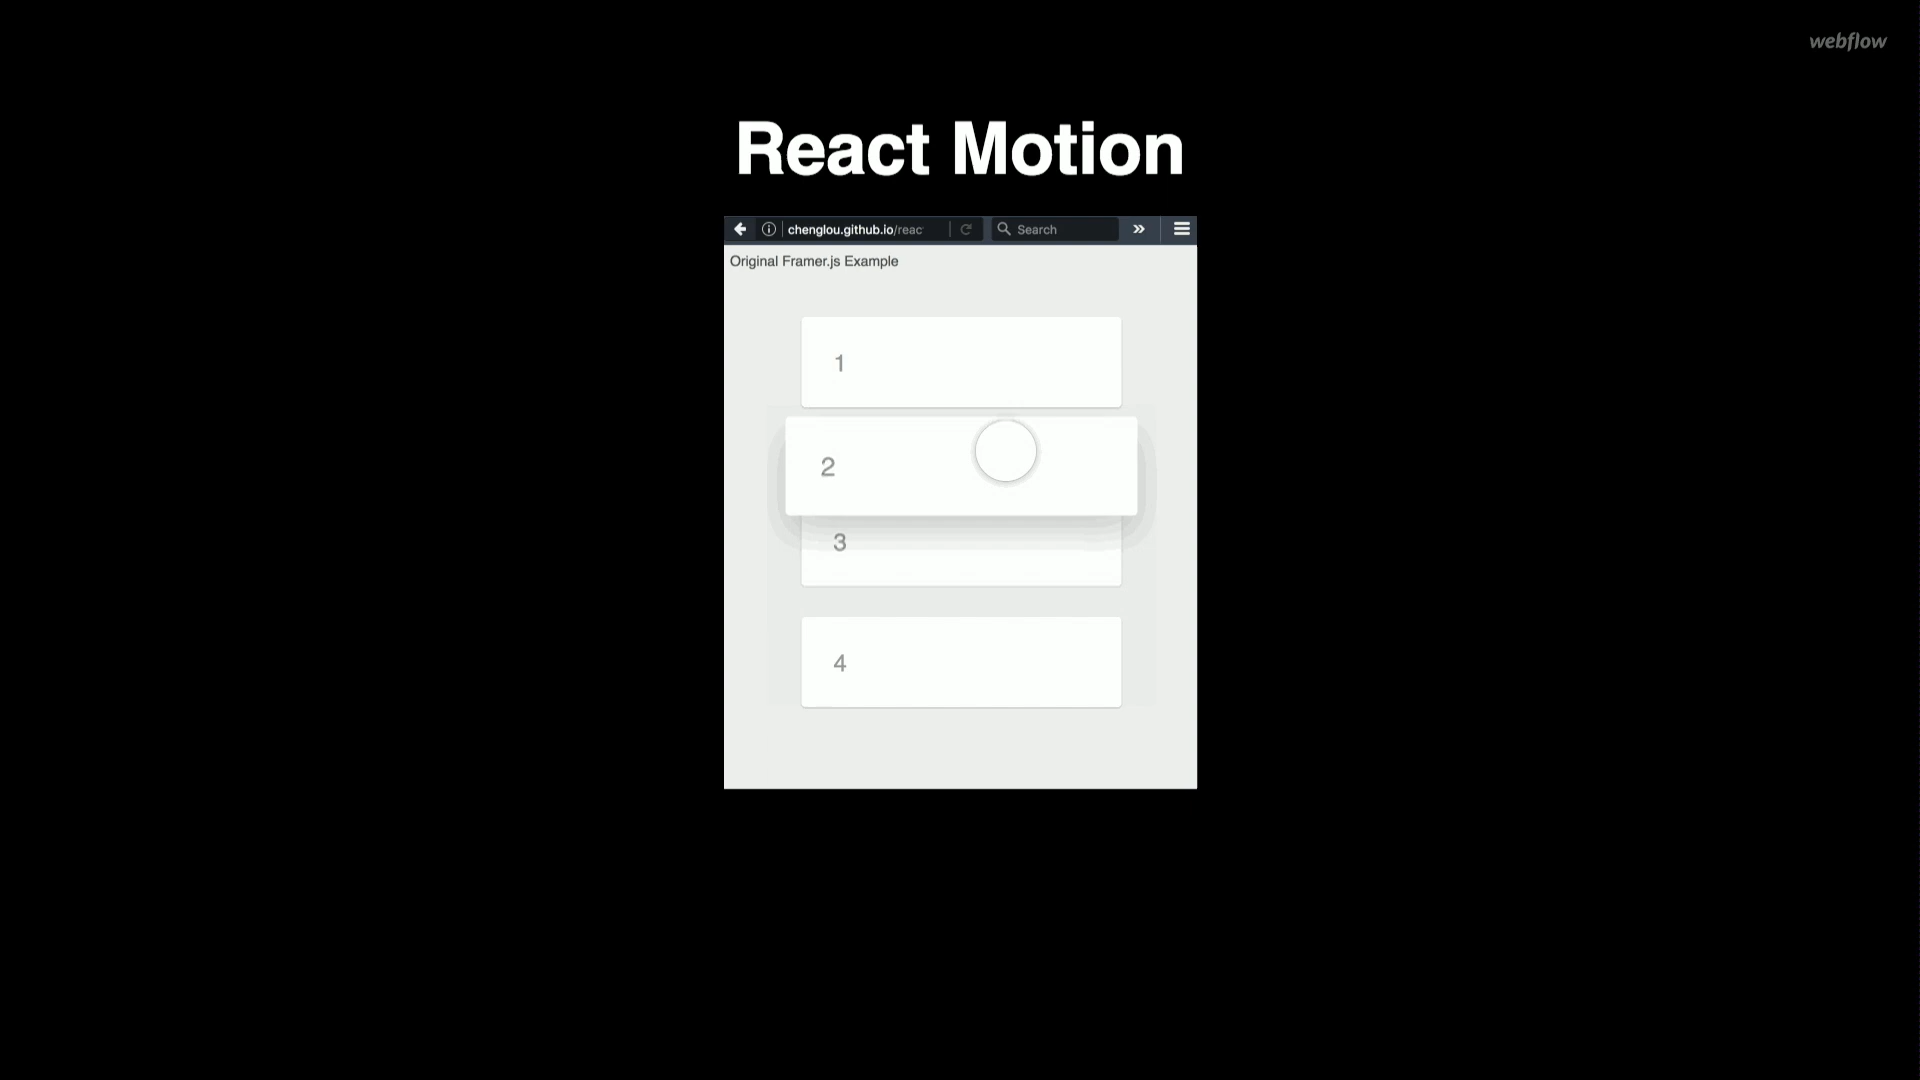 webflow
React Motion
chenglou.github.io/reac
Search
Original Framer.js Example
1
2
3
4